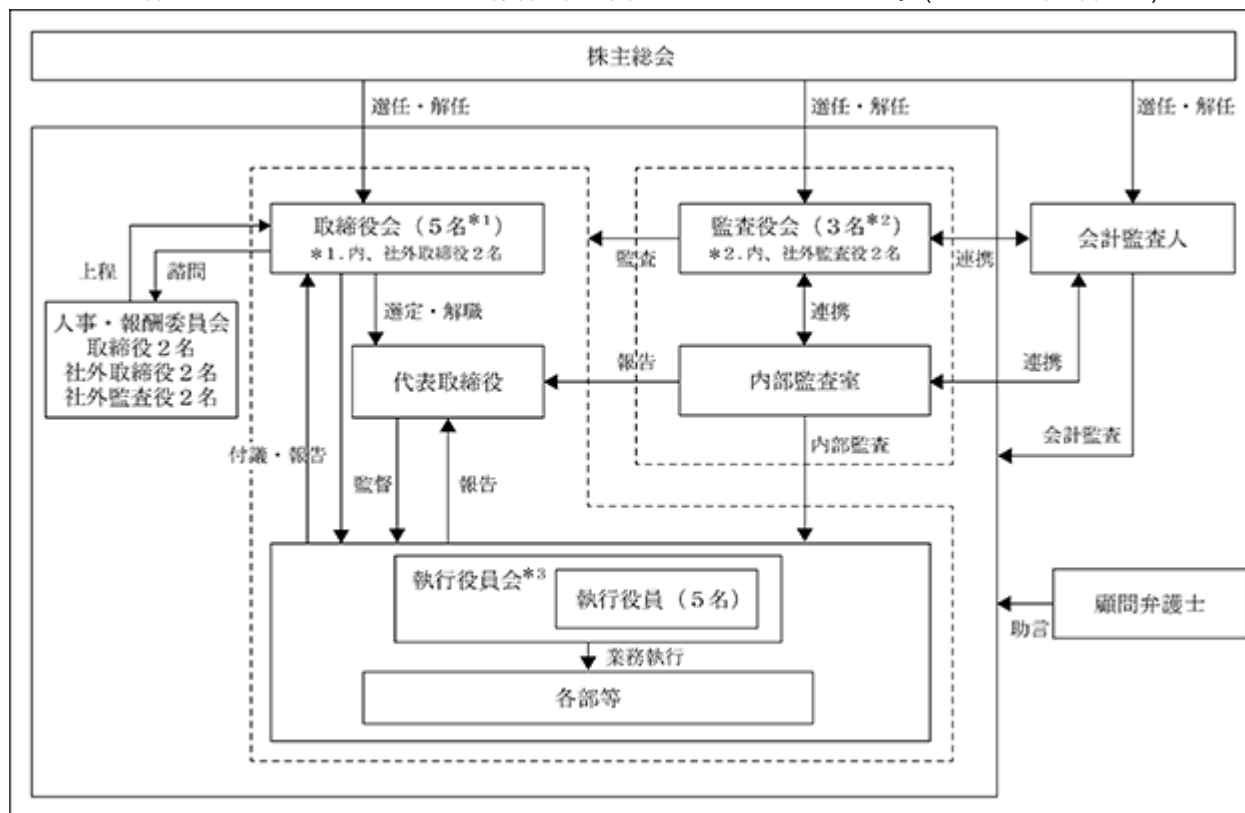 株主総会
選任・解任
選任・解任
選任・解任
取締役会（5名*1）
*1.内、社外取締役2名
監査役会（3名*2）
*2.内、社外監査役2名
会計監査人
監査
連携
上程
諮問
選定・解職
連携
人事・報酬委員会
取締役2名
社外取締役2名
社外監査役2名
代表取締役
報告
内部監査室
連携
付議・報告
監督
報告
内部監査
会計監査
執行役員会*3
執行役員（5名）
顧問弁護士
助言
業務執行
各部等